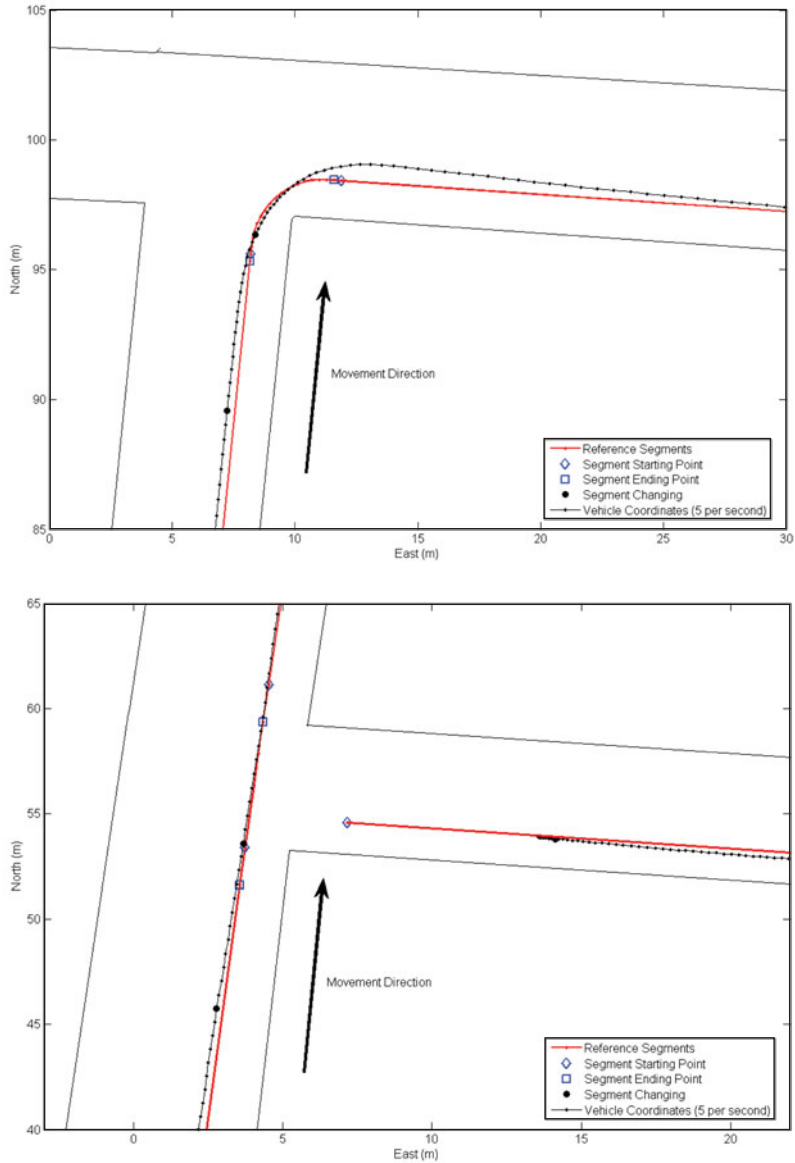 105
100
95
90
85
North (m)
Movement Direction
Reference Segments
Segment Starting Point
Segment Ending Point
Segment Changing
Vehicle Coordinates (5 per second)
0 5 10 15 20 25 30
East (m)
65
60
55
50
45
40
North (m)
Movement Direction
Reference Segments
Segment Starting Point
Segment Ending Point
Segment Changing
Vehicle Coordinates (5 per second)
0 5 10 15 20
East (m)